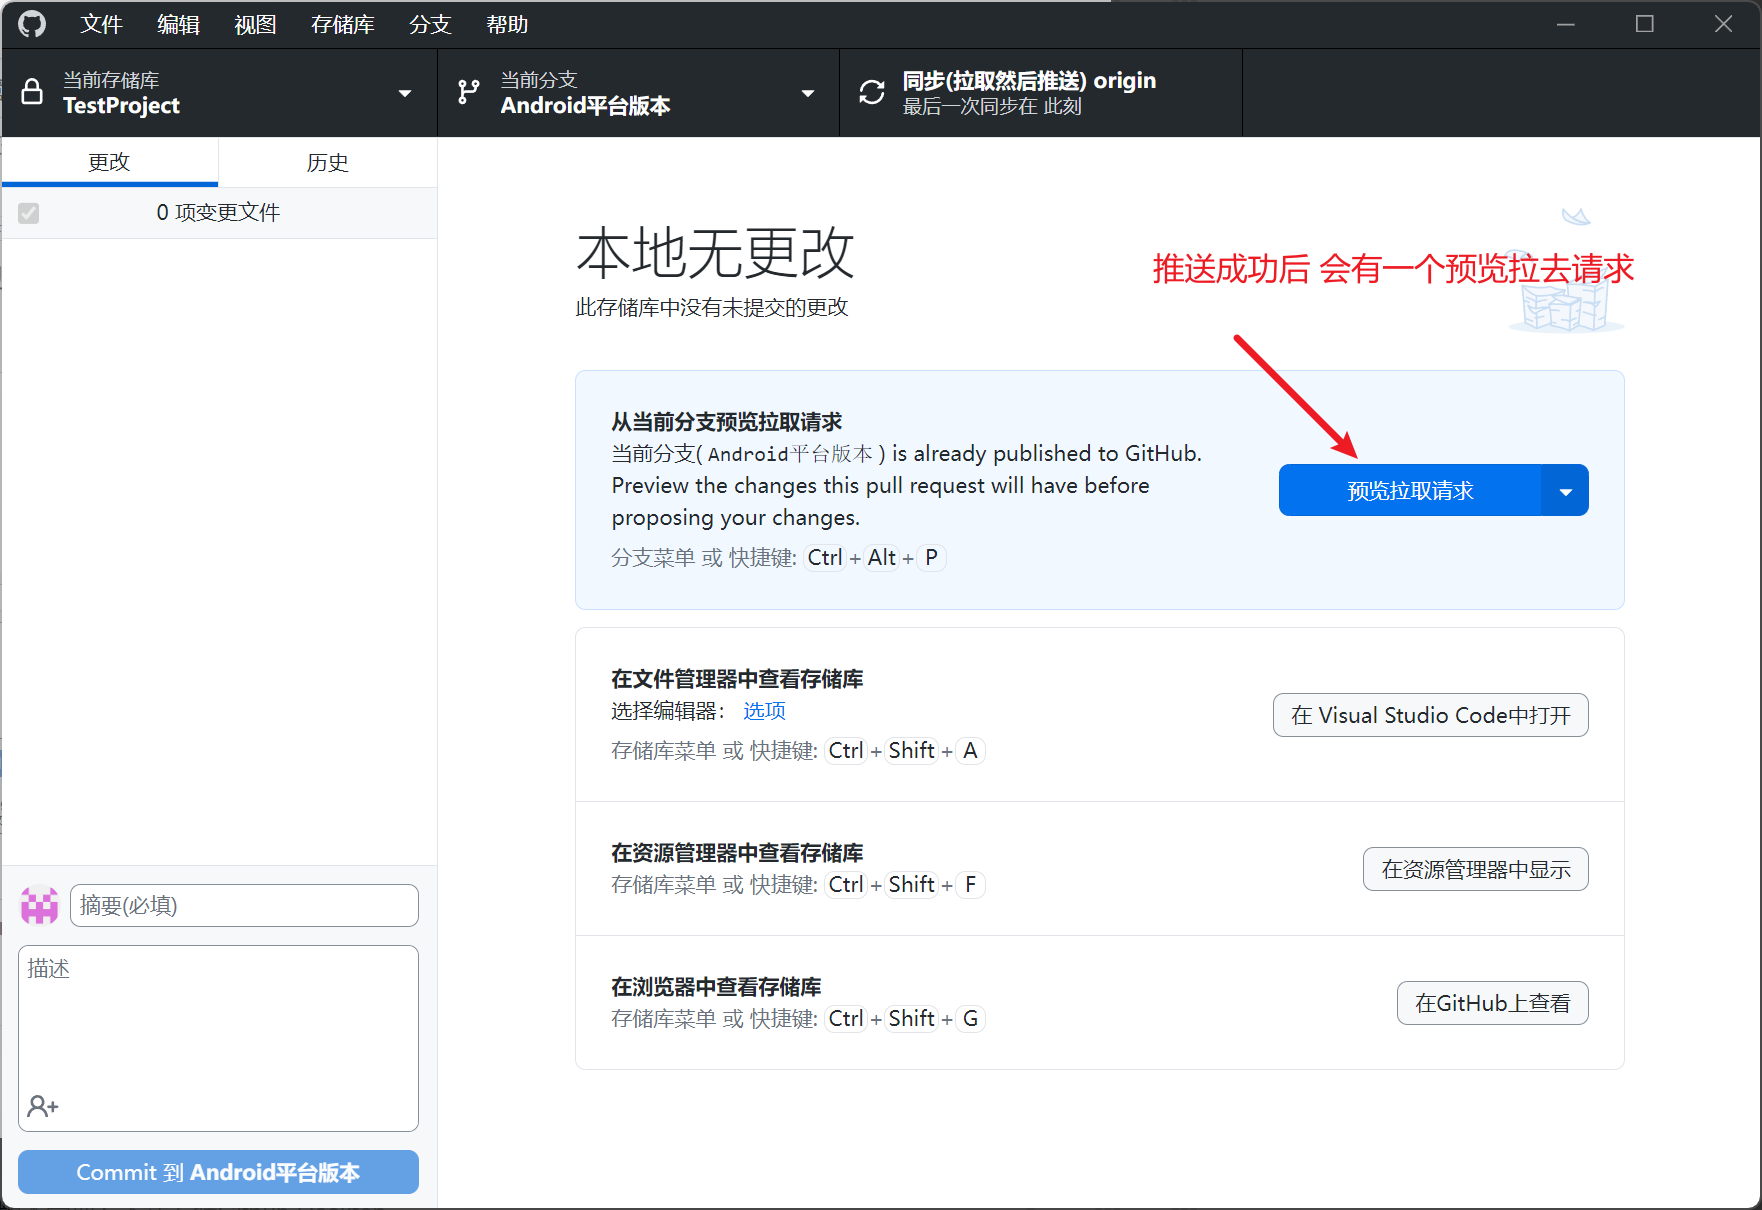 文件 编辑 视图 存储库 分支 帮助
当前存储库
TestProject
当前分支
Android平台版本
同步(拉取然后推送) origin
最后一次同步在 此刻
更改
历史
0 项变更文件
本地无更改
此存储库中没有未提交的更改
推送成功后 会有一个预览拉去请求
从当前分支预览拉取请求
当前分支( Android平台版本 ) is already published to GitHub.
Preview the changes this pull request will have before
proposing your changes.
分支菜单 或 快捷键: Ctrl + Alt + P
预览拉取请求
在文件管理器中查看存储库
选择编辑器： 选项
存储库菜单 或 快捷键: Ctrl + Shift + A
在 Visual Studio Code中打开
在资源管理器中查看存储库
存储库菜单 或 快捷键: Ctrl + Shift + F
在资源管理器中显示
在浏览器中查看存储库
存储库菜单 或 快捷键: Ctrl + Shift + G
在GitHub上查看
摘要(必填)
描述
Commit 到 Android平台版本